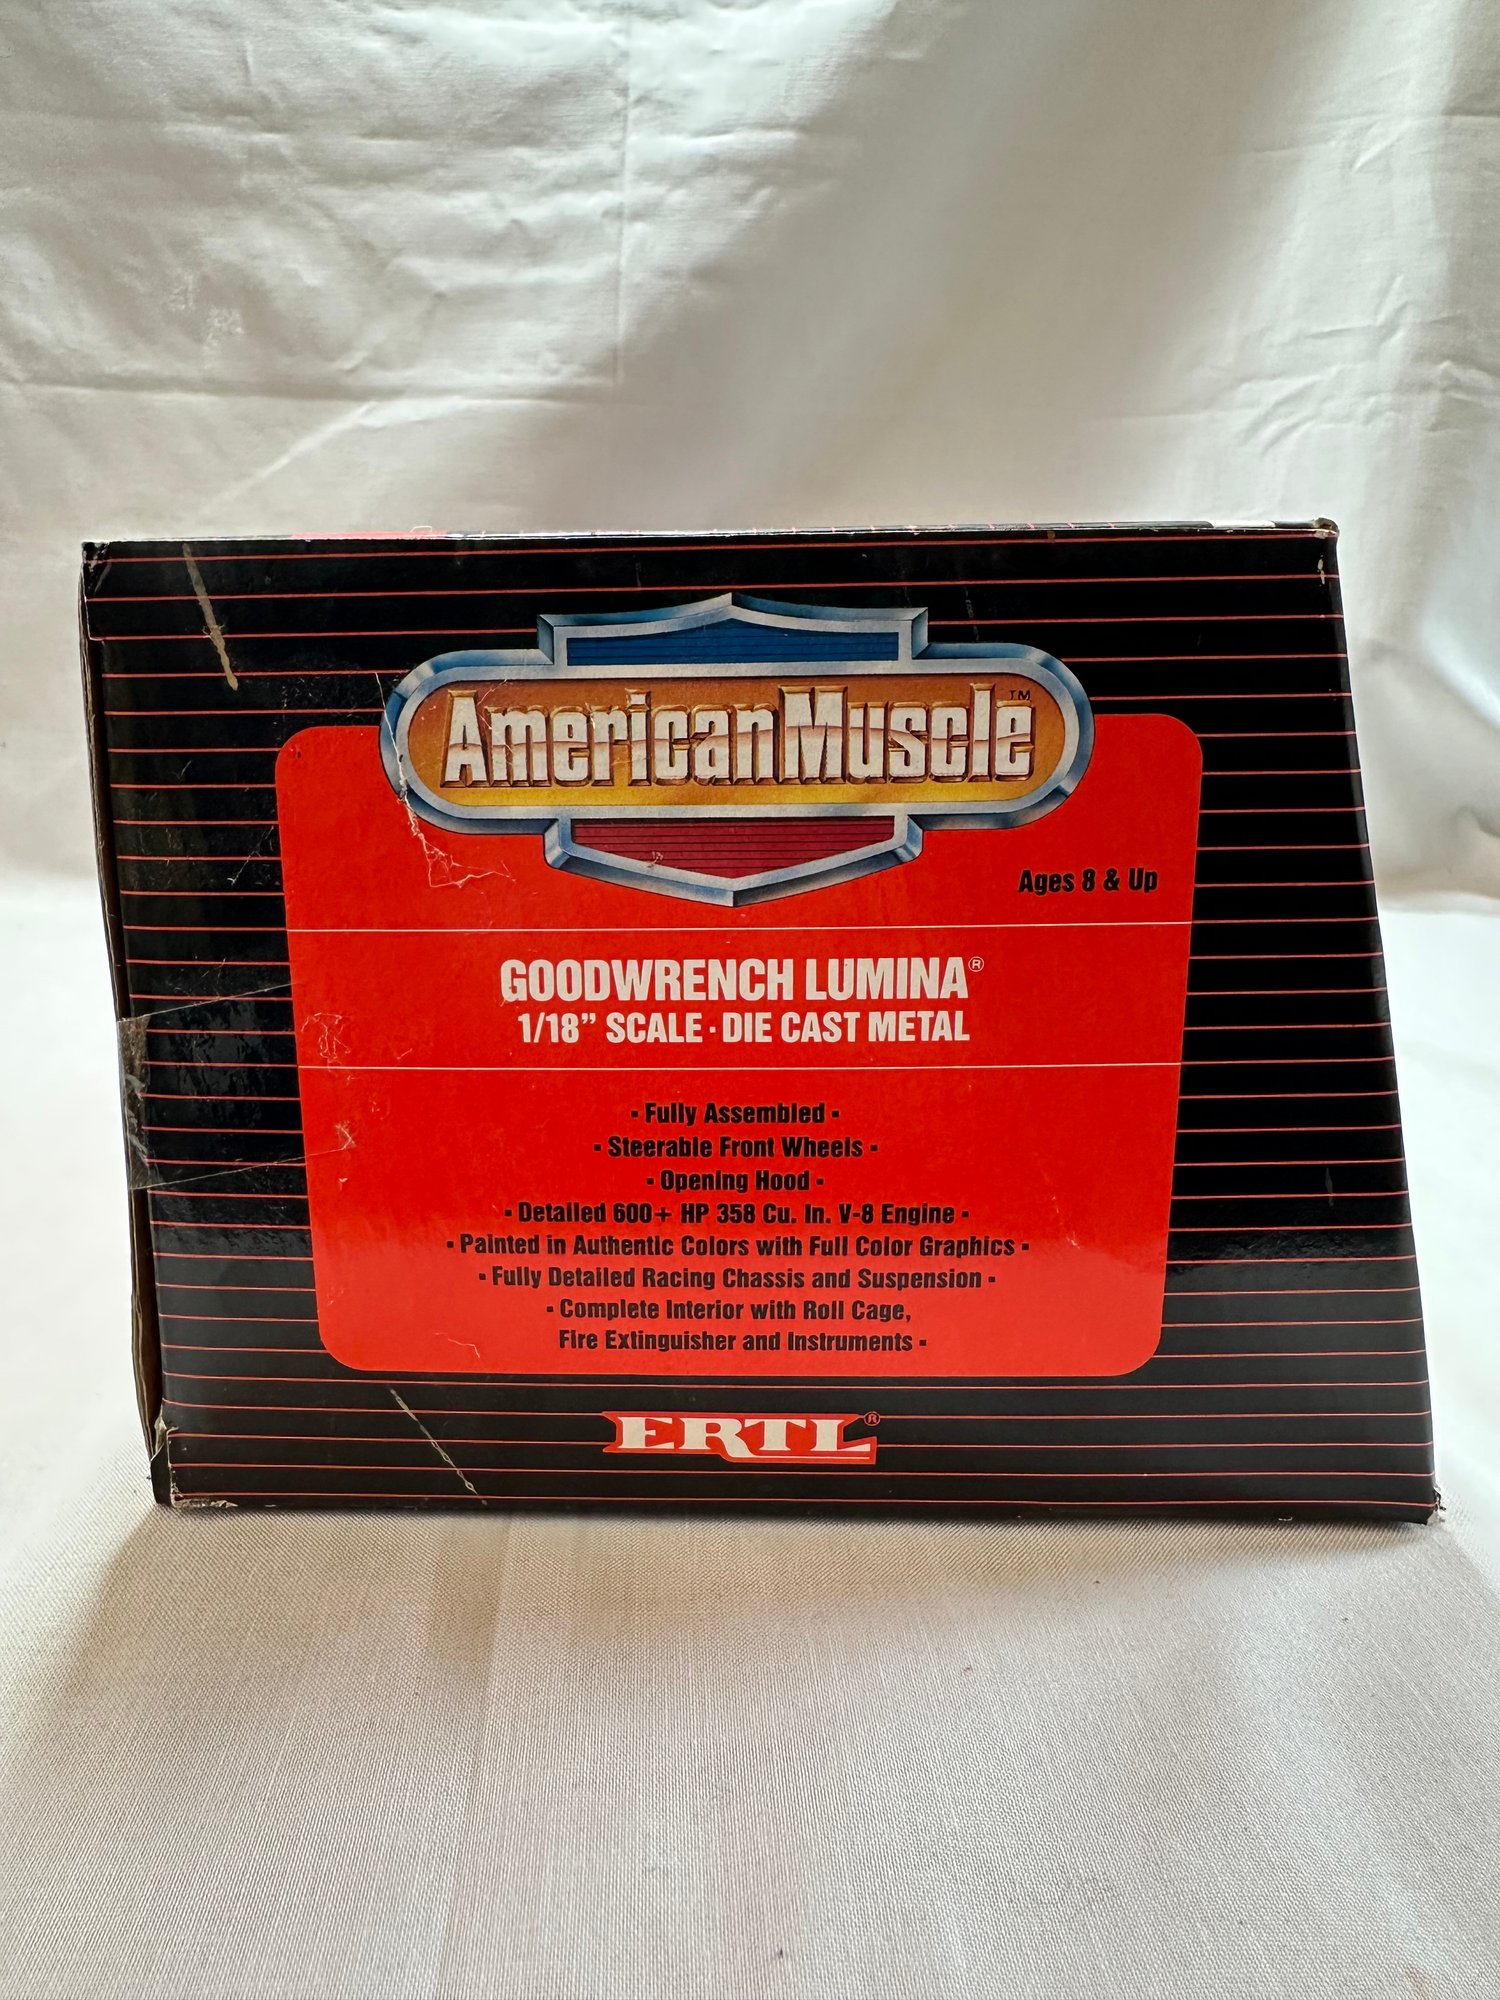 American Muscle™
Ages 8 & Up
GOODWRENCH LUMINA®
1/18” SCALE · DIE CAST METAL
▪ Fully Assembled ▪
▪ Steerable Front Wheels ▪
▪ Opening Hood ▪
▪ Detailed 600+ HP 358 Cu. In. V-8 Engine ▪
▪ Painted in Authentic Colors with Full Color Graphics ▪
▪ Fully Detailed Racing Chassis and Suspension ▪
▪ Complete Interior with Roll Cage,
Fire Extinguisher and Instruments ▪
ERTL®